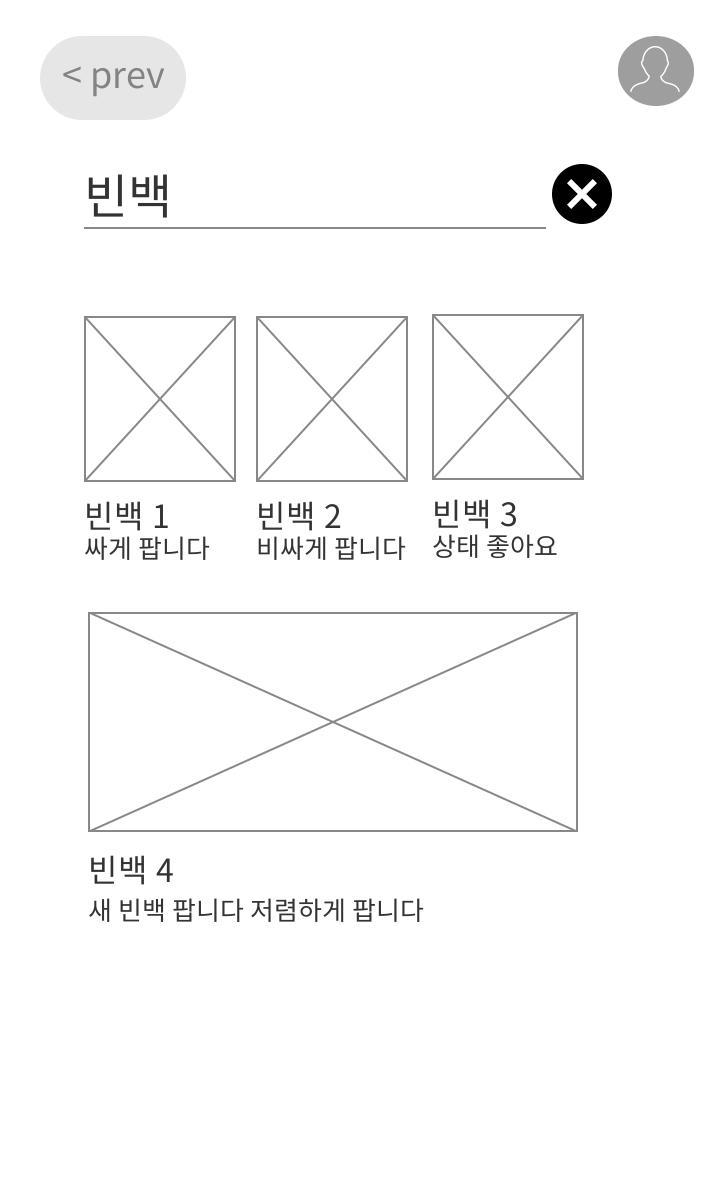 < prev
빈백
빈백 1
싸게 팝니다
빈백 2
비싸게 팝니다
빈백 3
상태 좋아요
빈백 4
새 빈백 팝니다 저렴하게 팝니다